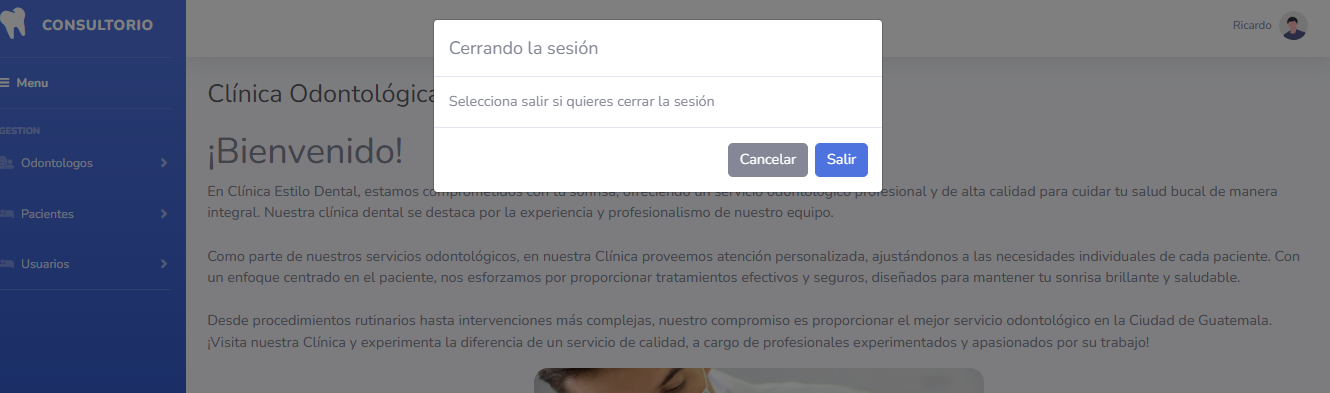 CONSULTORIO
Ricardo
Menu
GESTION
Odontologos
Pacientes
Usuarios
Cerrando la sesión
Selecciona salir si quieres cerrar la sesión
Cancelar
Salir
Clínica Odontológica
¡Bienvenido!
En Clínica Estilo Dental, estamos comprometidos con tu sonrisa, ofreciendo un servicio odontológico profesional y de alta calidad para cuidar tu salud bucal de manera
integral. Nuestra clínica dental se destaca por la experiencia y profesionalismo de nuestro equipo.
Como parte de nuestros servicios odontológicos, en nuestra Clínica proveemos atención personalizada, ajustándonos a las necesidades individuales de cada paciente. Con
un enfoque centrado en el paciente, nos esforzamos por proporcionar tratamientos efectivos y seguros, diseñados para mantener tu sonrisa brillante y saludable.
Desde procedimientos rutinarios hasta intervenciones más complejas, nuestro compromiso es proporcionar el mejor servicio odontológico en la Ciudad de Guatemala.
¡Visita nuestra Clínica y experimenta la diferencia de un servicio de calidad, a cargo de profesionales experimentados y apasionados por su trabajo!